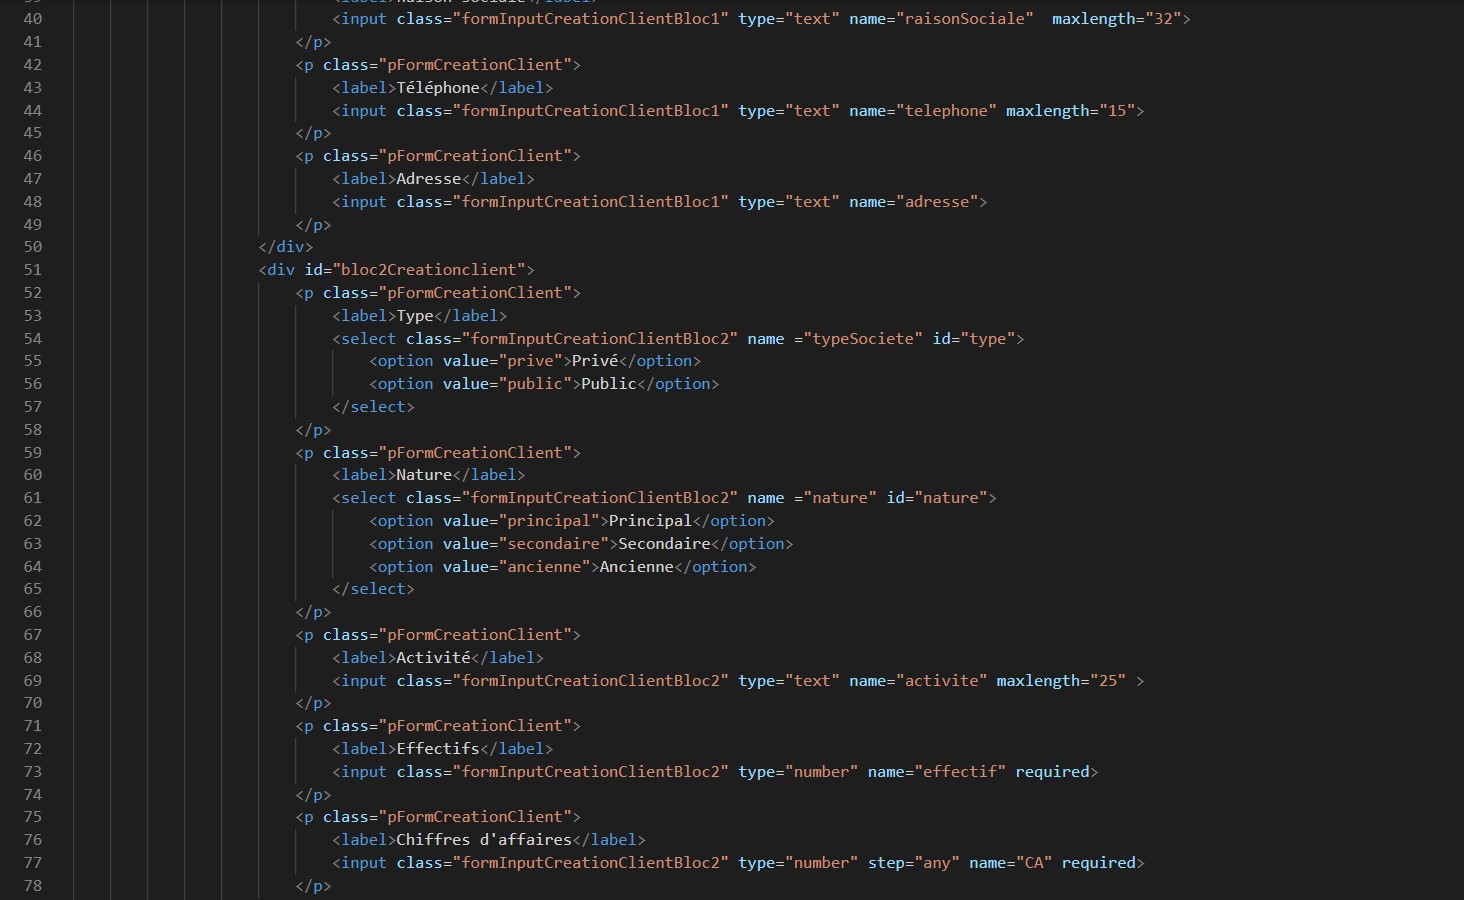 39 <label>Raison sociale</label>
40 <input class="formInputCreationClientBloc1" type="text" name="raisonSociale"  maxlength="32">
41 </p>
42 <p class="pFormCreationClient">
43 <label>Téléphone</label>
44 <input class="formInputCreationClientBloc1" type="text" name="telephone" maxlength="15">
45 </p>
46 <p class="pFormCreationClient">
47 <label>Adresse</label>
48 <input class="formInputCreationClientBloc1" type="text" name="adresse">
49 </p>
50 </div>
51 <div id="bloc2Creationclient">
52 <p class="pFormCreationClient">
53 <label>Type</label>
54 <select class="formInputCreationClientBloc2" name ="typeSociete" id="type">
55 <option value="prive">Privé</option>
56 <option value="public">Public</option>
57 </select>
58 </p>
59 <p class="pFormCreationClient">
60 <label>Nature</label>
61 <select class="formInputCreationClientBloc2" name ="nature" id="nature">
62 <option value="principal">Principal</option>
63 <option value="secondaire">Secondaire</option>
64 <option value="ancienne">Ancienne</option>
65 </select>
66 </p>
67 <p class="pFormCreationClient">
68 <label>Activité</label>
69 <input class="formInputCreationClientBloc2" type="text" name="activite" maxlength="25" >
70 </p>
71 <p class="pFormCreationClient">
72 <label>Effectifs</label>
73 <input class="formInputCreationClientBloc2" type="number" name="effectif" required>
74 </p>
75 <p class="pFormCreationClient">
76 <label>Chiffres d'affaires</label>
77 <input class="formInputCreationClientBloc2" type="number" step="any" name="CA" required>
78 </p>